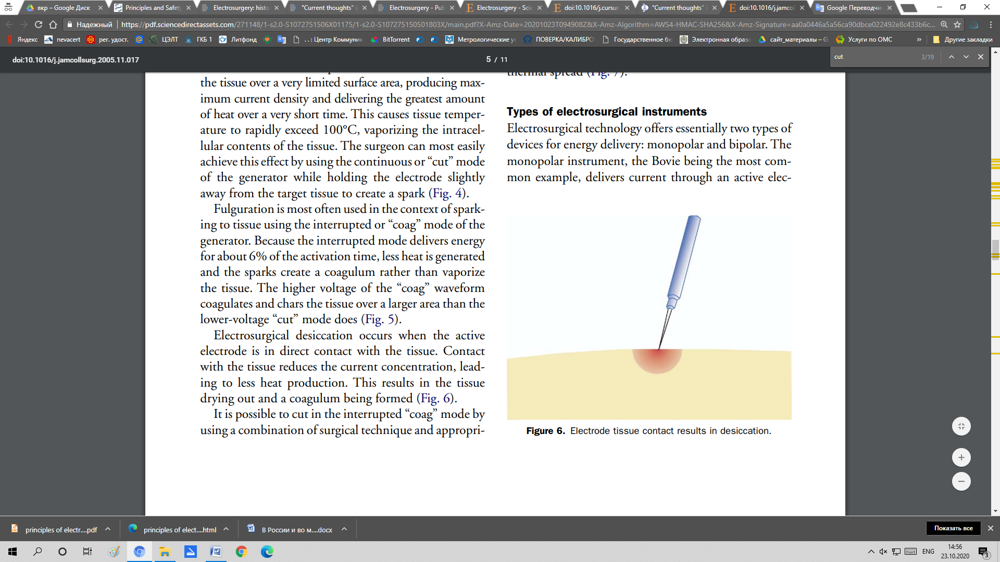 вкр – Google Диск
Principles and Safety
Electrosurgery: histo
"Current thoughts" i
Electrosurgery - Pub
Electrosurgery - Scie
doi:10.1016/j.cursur.
"Current thoughts" i
doi:10.1016/j.jamcol
Google Переводчи
Надежный
https://pdf.sciencedirectassets.com/271148/1-s2.0-S1072751506X01175/1-s2.0-S107275150501803X/main.pdf?X-Amz-Date=20201023T094908Z&X-Amz-Algorithm=AWS4-HMAC-SHA256&X-Amz-Signature=aa0a0446a5a56ca90dbce022492e8c433b6c...
Яндекс
nevacert
рег. удост.
ЦЭЛТ
ГКБ 1
Литфонд
. . : Центр Коммуник
BitTorrent
Метрологические ус
ПОВЕРКА/КАЛИБРО
Государственное бю
Электронная образо
сайт_материалы – Go
Услуги по ОМС
»
Другие закладки
doi:10.1016/j.jamcollsurg.2005.11.017
5 / 11
cut
3/19
the tissue over a very limited surface area, producing max-
imum current density and delivering the greatest amount
of heat over a very short time. This causes tissue temper-
ature to rapidly exceed 100°C, vaporizing the intracel-
lular contents of the tissue. The surgeon can most easily
achieve this effect by using the continuous or “cut” mode
of the generator while holding the electrode slightly
away from the target tissue to create a spark (Fig. 4).
Fulguration is most often used in the context of spark-
ing to tissue using the interrupted or “coag” mode of the
generator. Because the interrupted mode delivers energy
for about 6% of the activation time, less heat is generated
and the sparks create a coagulum rather than vaporize
the tissue. The higher voltage of the “coag” waveform
coagulates and chars the tissue over a larger area than the
lower-voltage “cut” mode does (Fig. 5).
Electrosurgical desiccation occurs when the active
electrode is in direct contact with the tissue. Contact
with the tissue reduces the current concentration, lead-
ing to less heat production. This results in the tissue
drying out and a coagulum being formed (Fig. 6).
It is possible to cut in the interrupted “coag” mode by
using a combination of surgical technique and appropri-
thermal spread (Fig. 7).
Types of electrosurgical instruments
Electrosurgical technology offers essentially two types of
devices for energy delivery: monopolar and bipolar. The
monopolar instrument, the Bovie being the most com-
mon example, delivers current through an active elec-
Figure 6. Electrode tissue contact results in desiccation.
principles of electr....pdf
principles of elect....html
В России и во м....docx
Показать все
ENG
14:56
23.10.2020
3